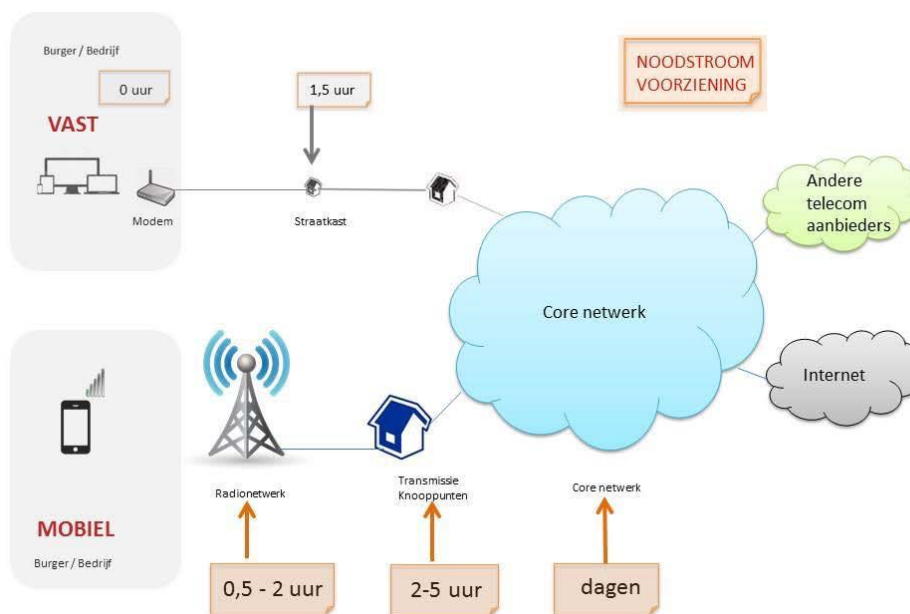 Burger / Bedrijf
0 uur
1,5 uur
NOODSTROOM
VOORZIENING
VAST
Modem
Straatkast
Andere
telecom
aanbieders
Core netwerk
Internet
Radionetwerk
Transmissie
Knooppunten
Core netwerk
MOBIEL
Burger / Bedrijf
0,5 - 2 uur
2-5 uur
dagen